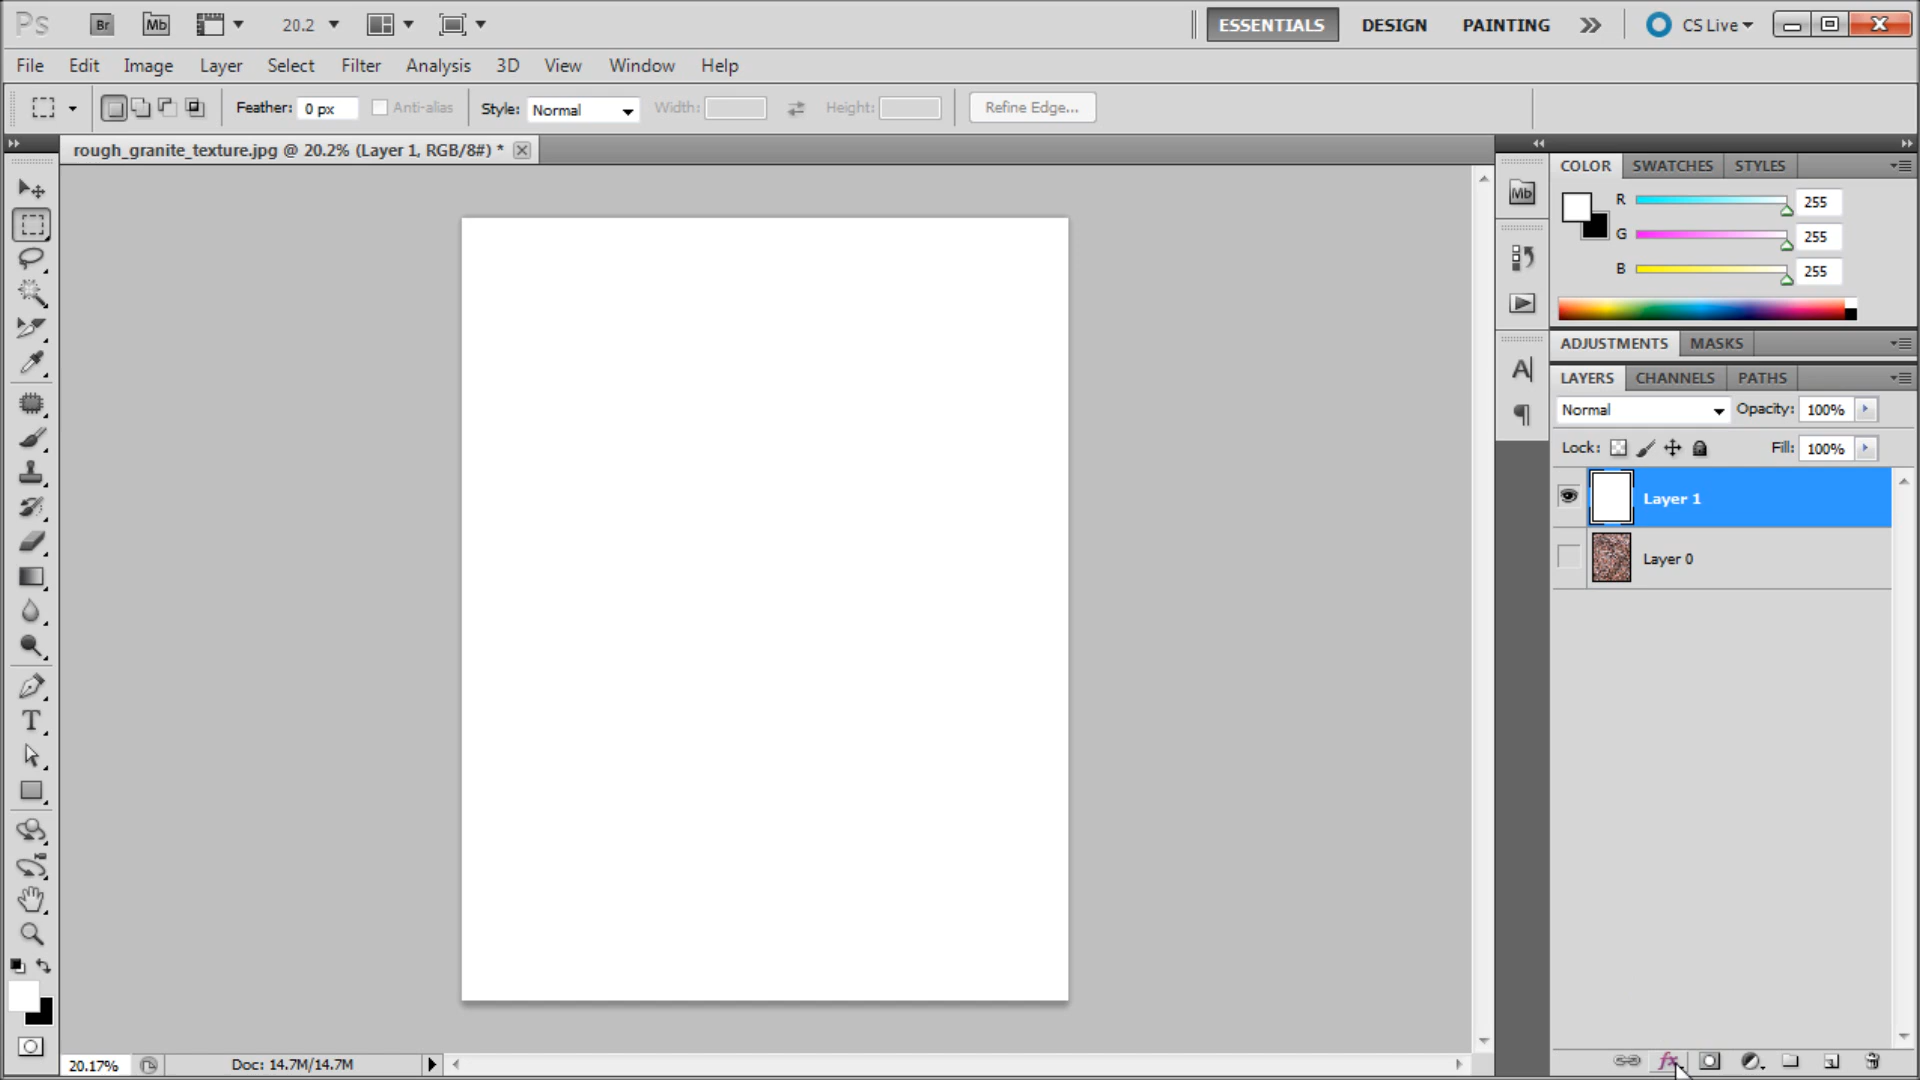 Ps Br Mb 20.2 ESSENTIALS DESIGN PAINTING CS Live
File Edit Image Layer Select Filter Analysis 3D View Window Help
Feather: 0 px Anti-alias Style: Normal Width: Height: Refine Edge...
rough_granite_texture.jpg @ 20.2% (Layer 1, RGB/8#) *
COLOR SWATCHES STYLES
Mb
R 255
G 255
B 255
ADJUSTMENTS MASKS
LAYERS CHANNELS PATHS
Normal Opacity: 100%
Lock: Fill: 100%
Layer 1
Layer 0
T
20.17% Doc: 14.7M/14.7M
fx